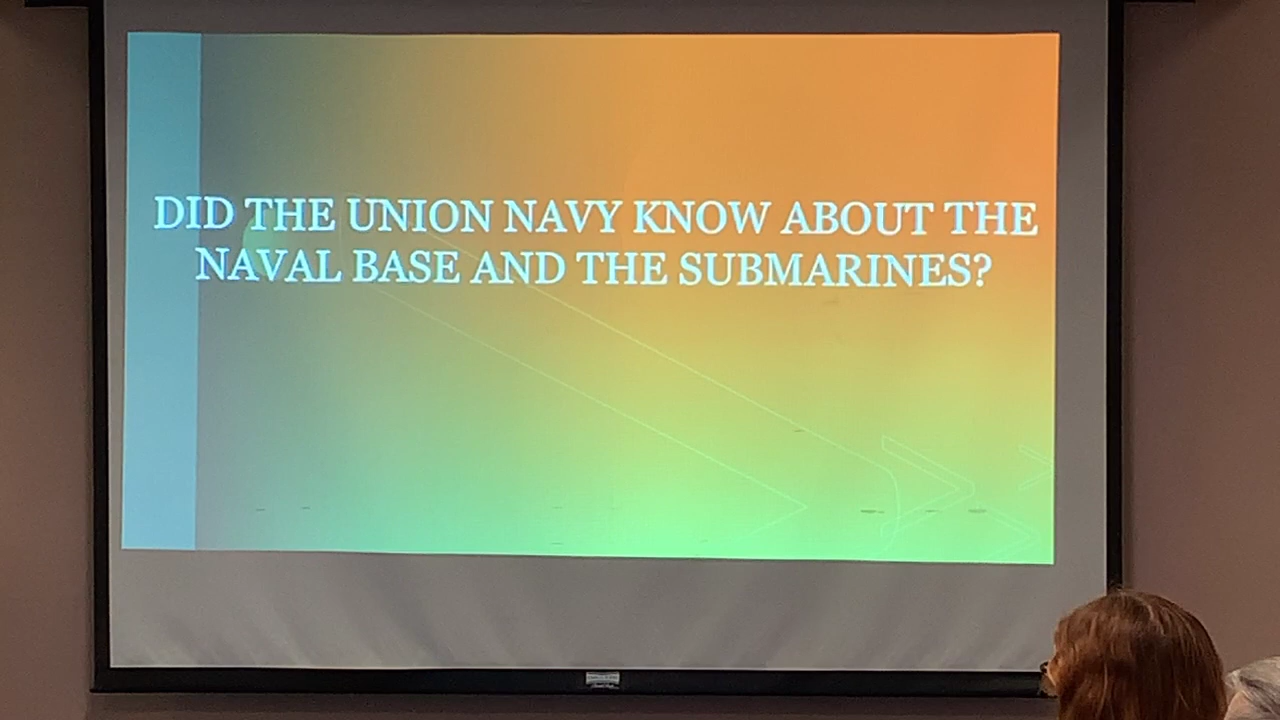 DID THE UNION NAVY KNOW ABOUT THE
NAVAL BASE AND THE SUBMARINES?